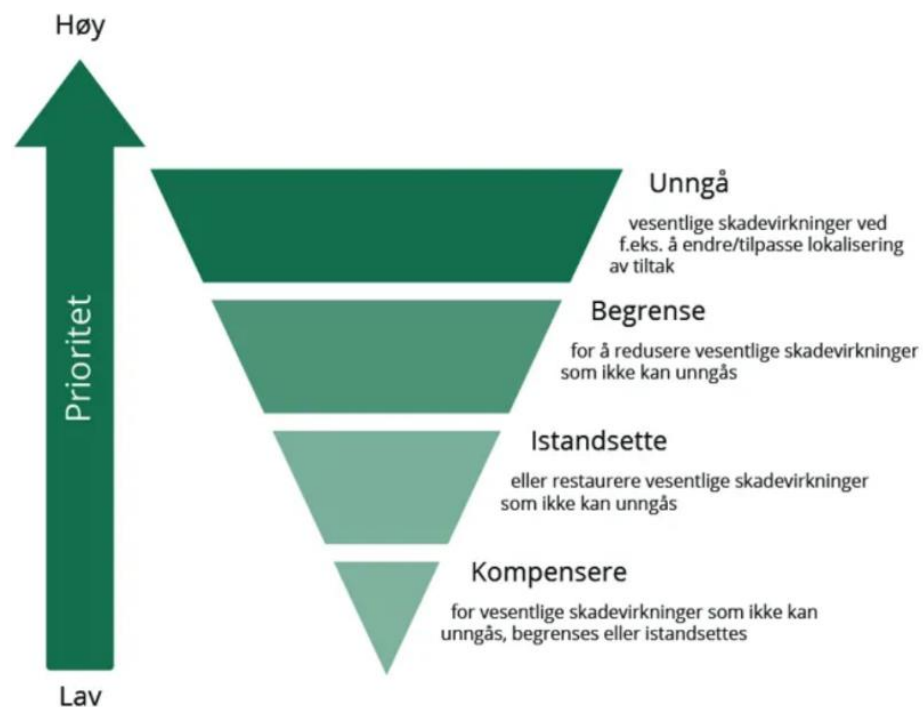 Høy
Prioritet
Lav
Unngå
vesentlige skadevirkninger ved
f.eks. å endre/tilpasse lokalisering
av tiltak
Begrense
for å redusere vesentlige skadevirkninger
som ikke kan unngås
Istandsette
eller restaurere vesentlige skadevirkninger
som ikke kan unngås
Kompensere
for vesentlige skadevirkninger som ikke kan
unngås, begrenses eller istandsettes